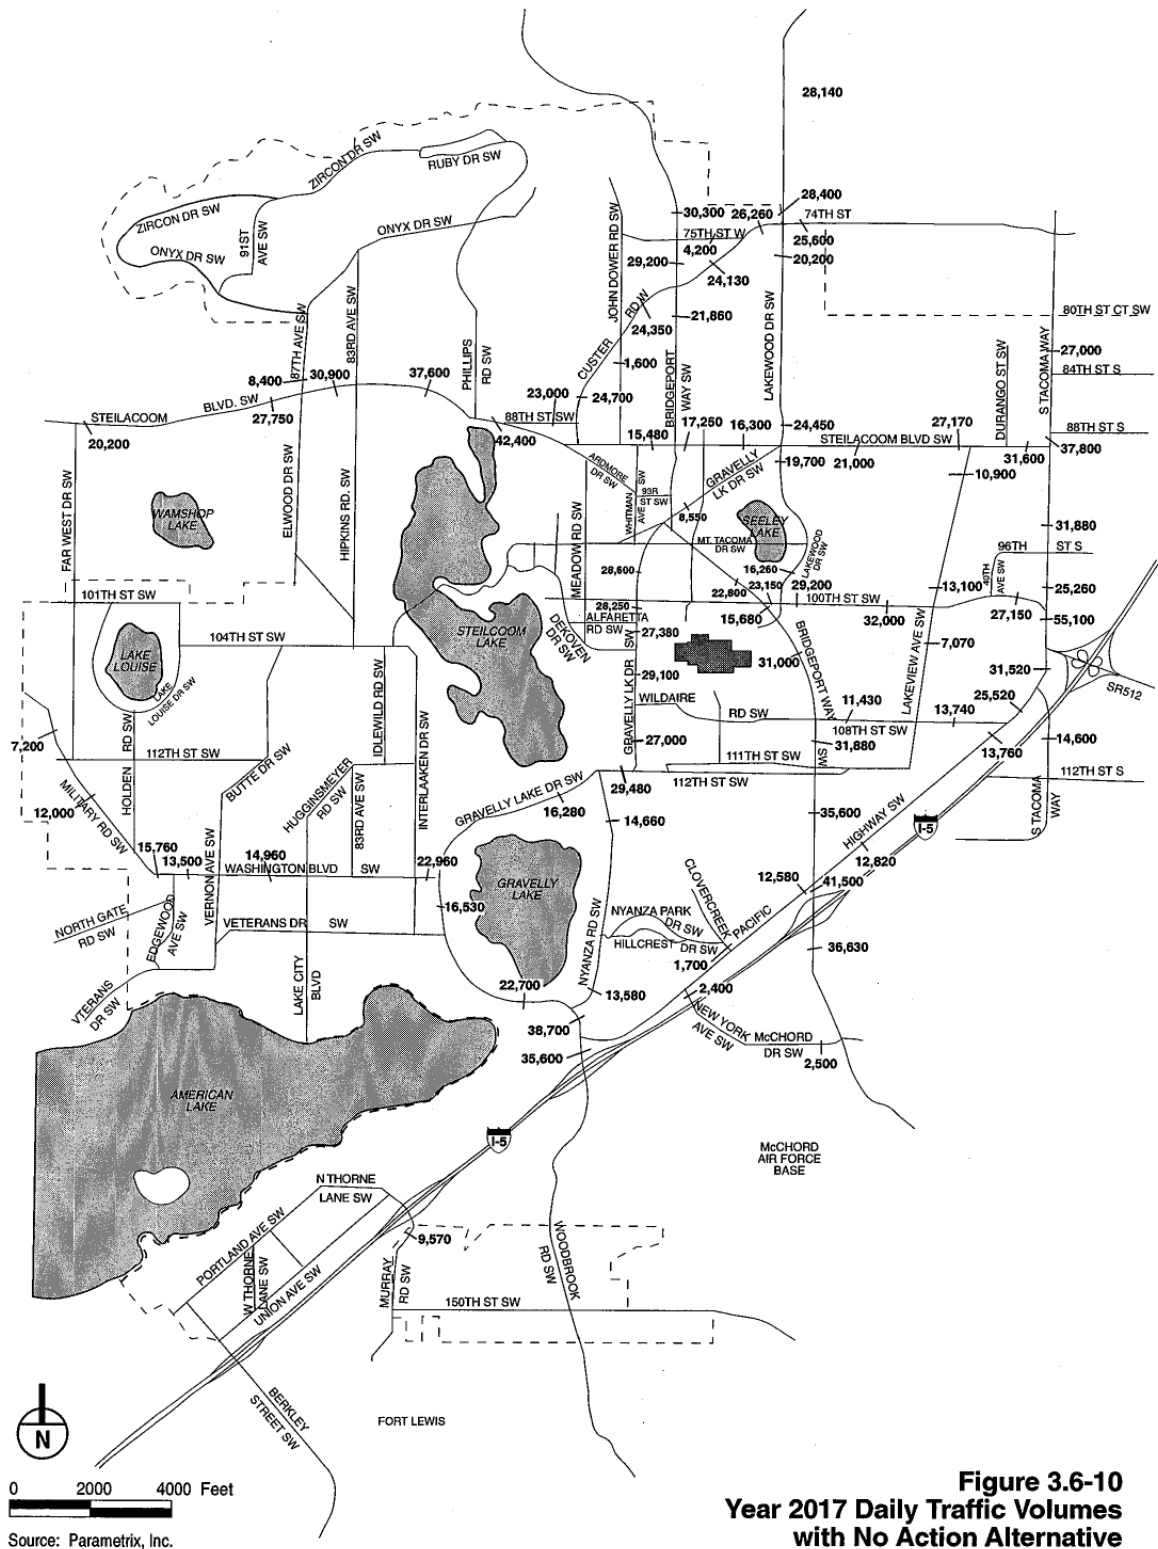 28,140
ZIRCON DR SW
RUBY DR SW
28,400
ZIRCON DR SW
91ST
AVE SW
ONYX DR SW
ONYX DR SW
JOHN DOWER RD SW
30,300
26,260
74TH ST
75TH ST W
4,200
25,600
29,200
20,200
24,130
RD W
LAKEWOOD DR SW
87TH AVE SW
83RD AVE SW
21,860
80TH ST CT SW
24,350
PHILLIPS
RD SW
CUSTER
1,600
BRIDGEPORT
WAY SW
DURANGO ST SW
S TACOMA WAY
27,000
84TH ST S
8,400
30,900
37,600
23,000
24,700
STEILACOOM
BLVD. SW
27,750
88TH ST SW
17,250
16,300
24,450
27,170
88TH ST S
20,200
42,400
15,480
STEILACOOM BLVD SW
37,800
31,600
ARDMORE
DR SW
GRAVELLY
LK DR SW
19,700
21,000
10,900
FAR WEST DR SW
ELWOOD DR SW
HIPKINS RD. SW
MEADOW RD SW
WHITMAN
AVE SW
93R
ST SW
WAMSHOP
LAKE
8,550
SEELEY
LAKE
31,880
MT. TACOMA
DR SW
LAKEWOOD
DR SW
96TH
ST S
40TH
AVE SW
28,600
16,260
22,800
23,150
29,200
13,100
25,260
101TH ST SW
100TH ST SW
28,250
ALFARETTA
RD SW
15,680
32,000
27,150
55,100
104TH ST SW
STEILCOOM
LAKE
DEKOVEN
DR SW
27,380
BRIDGEPORT WAY
SW
7,070
LAKE
LOUISE
LAKE
LOUISE DR SW
IDLEWILD RD SW
29,100
31,000
31,520
GRAVELLY LK DR
SW
LAKEVIEW AVE SW
SR512
WILDAIRE
RD SW
11,430
25,520
13,740
108TH ST SW
7,200
HOLDEN RD SW
INTERLAAKEN DR SW
27,000
31,880
14,600
112TH ST SW
111TH ST SW
13,760
BUTTE DR SW
HUGGINSMEYER
RD SW
83RD AVE SW
GRAVELLY LAKE DR SW
29,480
112TH ST SW
112TH ST S
MILITARY RD SW
12,000
16,280
14,660
35,600
HIGHWAY SW
I-5
S TACOMA
WAY
15,760
13,500
14,960
WASHINGTON BLVD
SW
22,960
12,820
VERNON AVE SW
GRAVELLY
LAKE
CLOVERCREEK
12,580
41,500
NORTH GATE
RD SW
EDGEWOOD
AVE SW
16,530
NYANZA PARK
DR SW
PACIFIC
VETERANS DR
SW
HILLCREST
DR SW
36,630
NYANZA RD SW
1,700
VTERANS
DR SW
LAKE CITY
BLVD
22,700
13,580
2,400
38,700
NEW YORK
AVE SW
McCHORD
DR SW
35,600
2,500
AMERICAN
LAKE
I-5
McCHORD
AIR FORCE
BASE
N THORNE
LANE SW
PORTLAND AVE SW
W THORNE
LANE SW
UNION AVE SW
9,570
MURRAY
RD SW
WOODBROOK
RD SW
150TH ST SW
BERKLEY
STREET SW
FORT LEWIS
N
0 2000 4000 Feet
Source: Parametrix, Inc.
Figure 3.6-10
Year 2017 Daily Traffic Volumes
with No Action Alternative